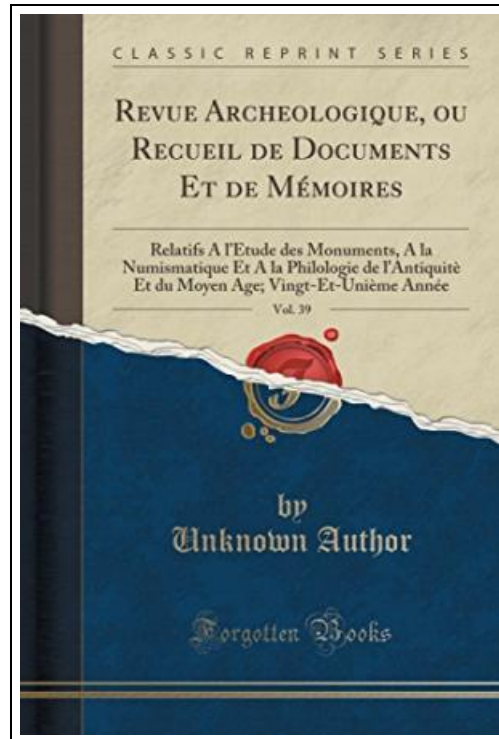 CLASSIC REPRINT SERIES
REVUE ARCHEOLOGIQUE, OU
RECUEIL DE DOCUMENTS
ET DE MÉMOIRES
Relatifs A l'Etude des Monuments, A la
Numismatique Et A la Philologie de l'Antiquitè
Et du Moyen Age; Vingt-Et-Unième Année
Vol. 39
by
Unknown Author
Forgotten Books